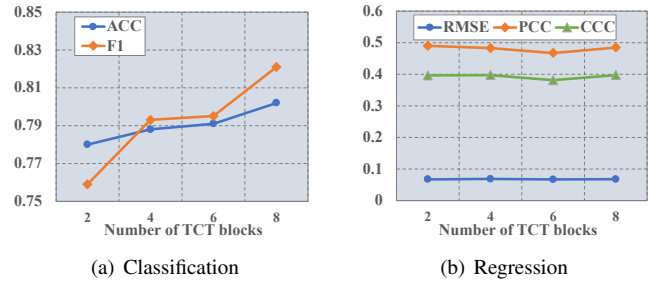 0.85
0.83
0.81
0.79
0.77
0.75
ACC
F1
2 4 6 8
Number of TCT blocks
(a) Classification
0.6
0.5
0.4
0.3
0.2
0.1
0
RMSE PCC CCC
2 4 6 8
Number of TCT blocks
(b) Regression